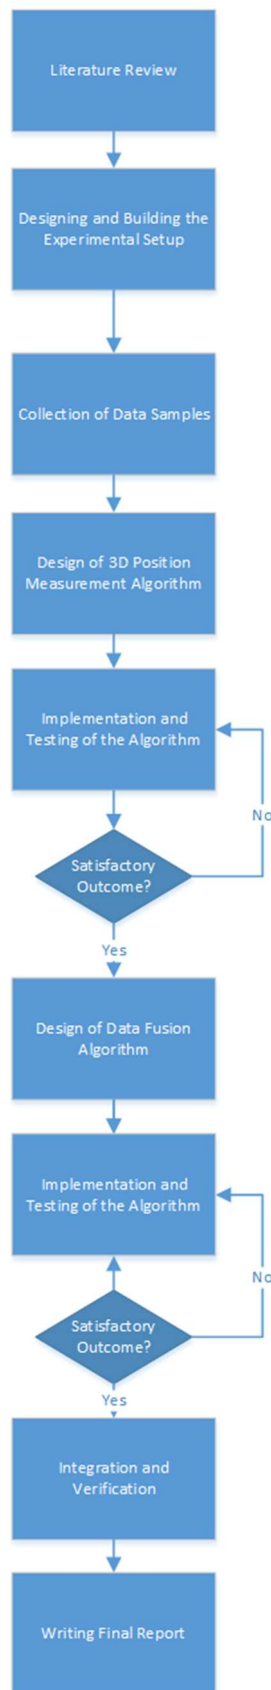 Literature Review
Designing and Building the
Experimental Setup
Collection of Data Samples
Design of 3D Position
Measurement Algorithm
Implementation and
Testing of the Algorithm
No
Satisfactory
Outcome?
Yes
Design of Data Fusion
Algorithm
Implementation and
Testing of the Algorithm
No
Satisfactory
Outcome?
Yes
Integration and
Verification
Writing Final Report